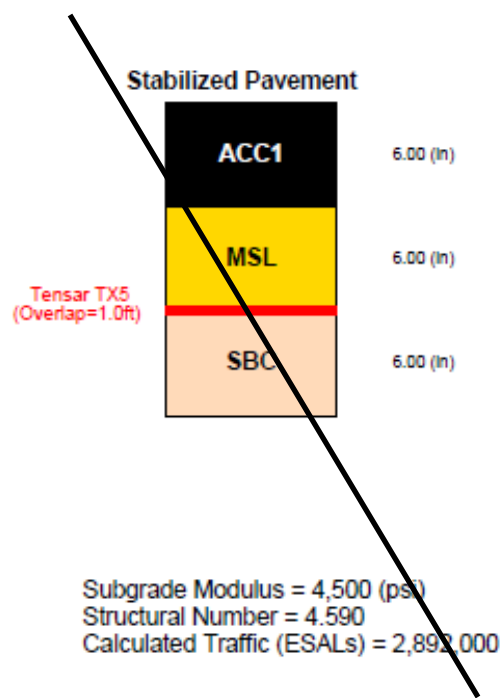 Stabilized Pavement
ACC1
6.00 (in)
MSL
6.00 (in)
Tensar TX5
(Overlap=1.0ft)
SBC
6.00 (in)
Subgrade Modulus = 4,500 (psi)
Structural Number = 4.590
Calculated Traffic (ESALs) = 2,892,000